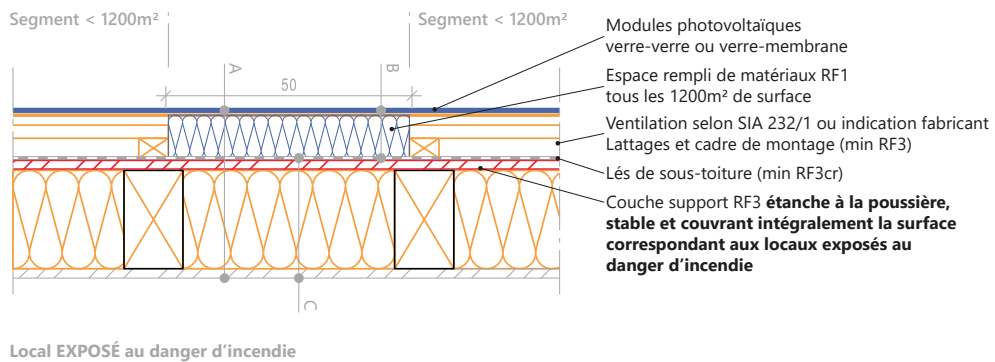 Segment < 1200m²
Segment < 1200m²
A
B
50
C
Modules photovoltaïques
verre-verre ou verre-membrane
Espace rempli de matériaux RF1
tous les 1200m² de surface
Ventilation selon SIA 232/1 ou indication fabricant
Lattages et cadre de montage (min RF3)
Lés de sous-toiture (min RF3cr)
Couche support RF3 étanche à la poussière,
stable et couvrant intégralement la surface
correspondant aux locaux exposés au
danger d’incendie
Local EXPOSÉ au danger d’incendie